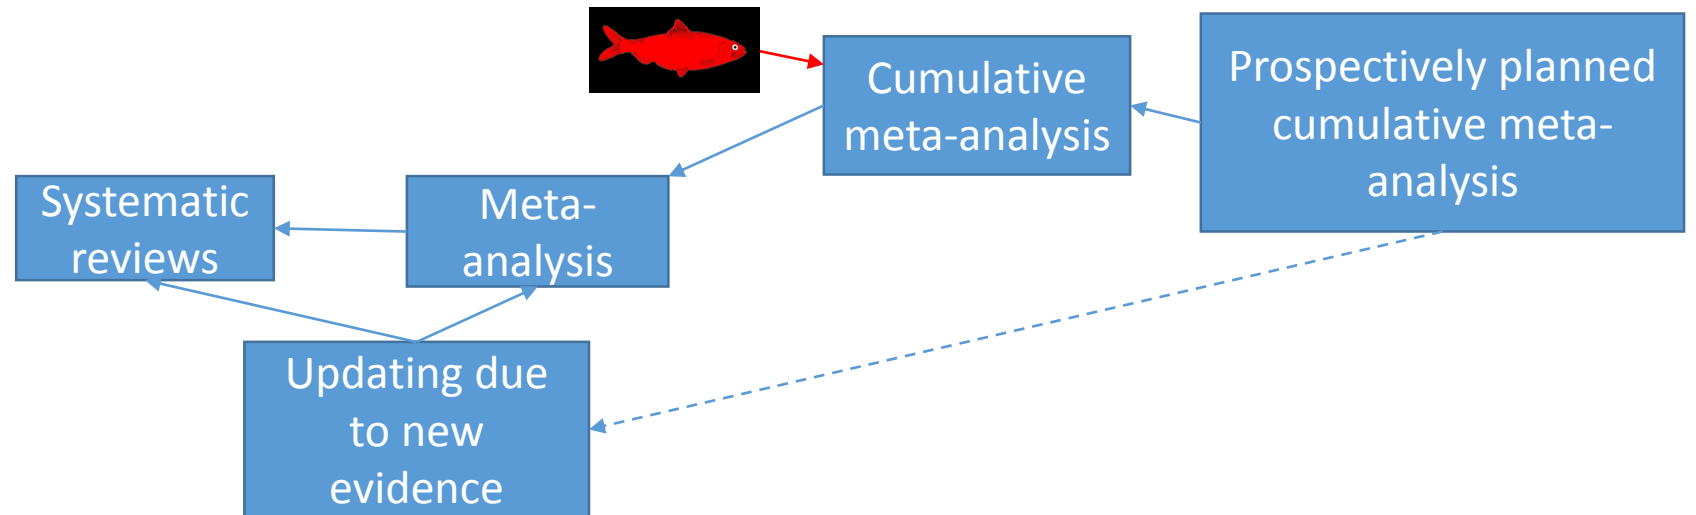 Cumulative
meta-analysis
Prospectively planned
cumulative meta-
analysis
Systematic
reviews
Meta-
analysis
Updating due
to new
evidence